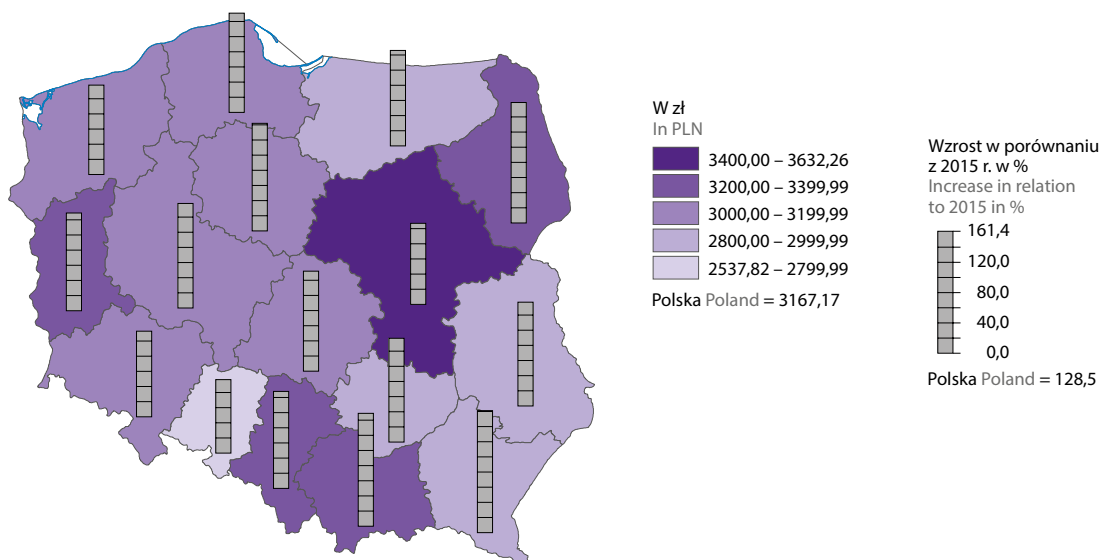 W zł
In PLN
3400,00 – 3632,26
3200,00 – 3399,99
3000,00 – 3199,99
2800,00 – 2999,99
2537,82 – 2799,99
Polska Poland = 3167,17
Wzrost w porównaniu
z 2015 r. w %
Increase in relation
to 2015 in %
161,4
120,0
80,0
40,0
0,0
Polska Poland = 128,5